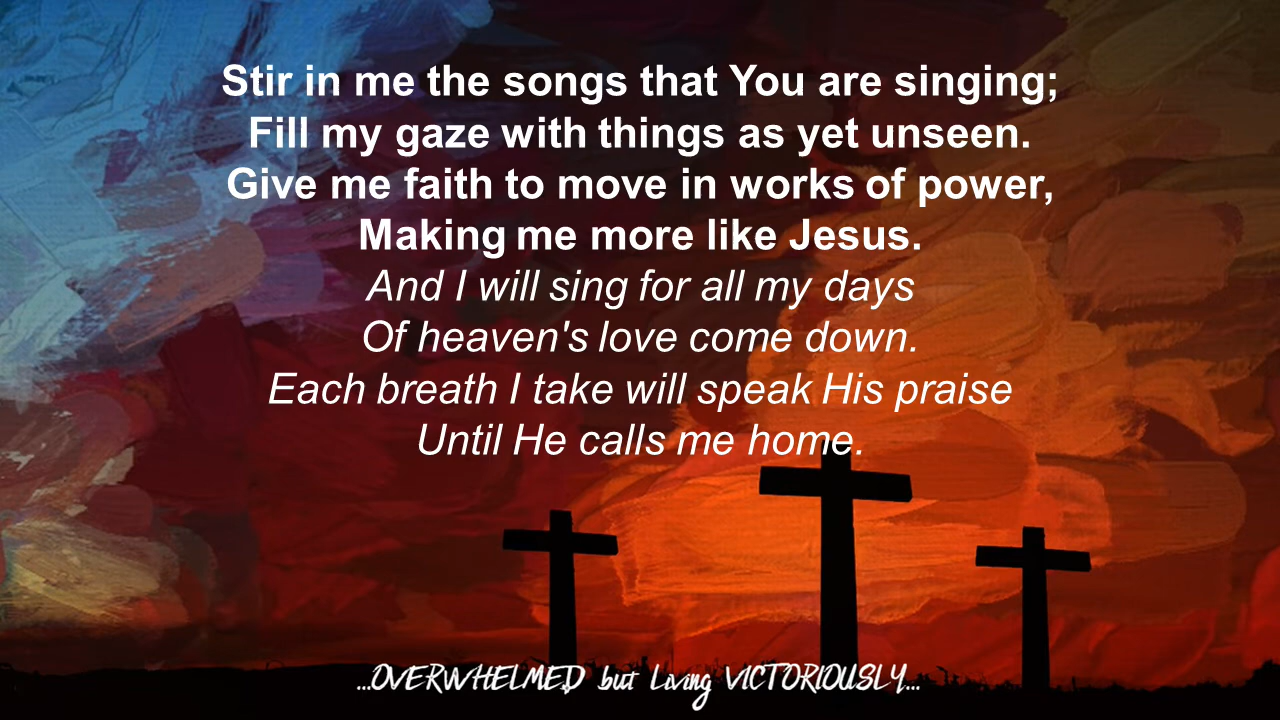 Stir in me the songs that You are singing;
Fill my gaze with things as yet unseen.
Give me faith to move in works of power,
Making me more like Jesus.
And I will sing for all my days
Of heaven's love come down.
Each breath I take will speak His praise
Until He calls me home.
...OVERWHELMED but Living VICTORIOUSLY...